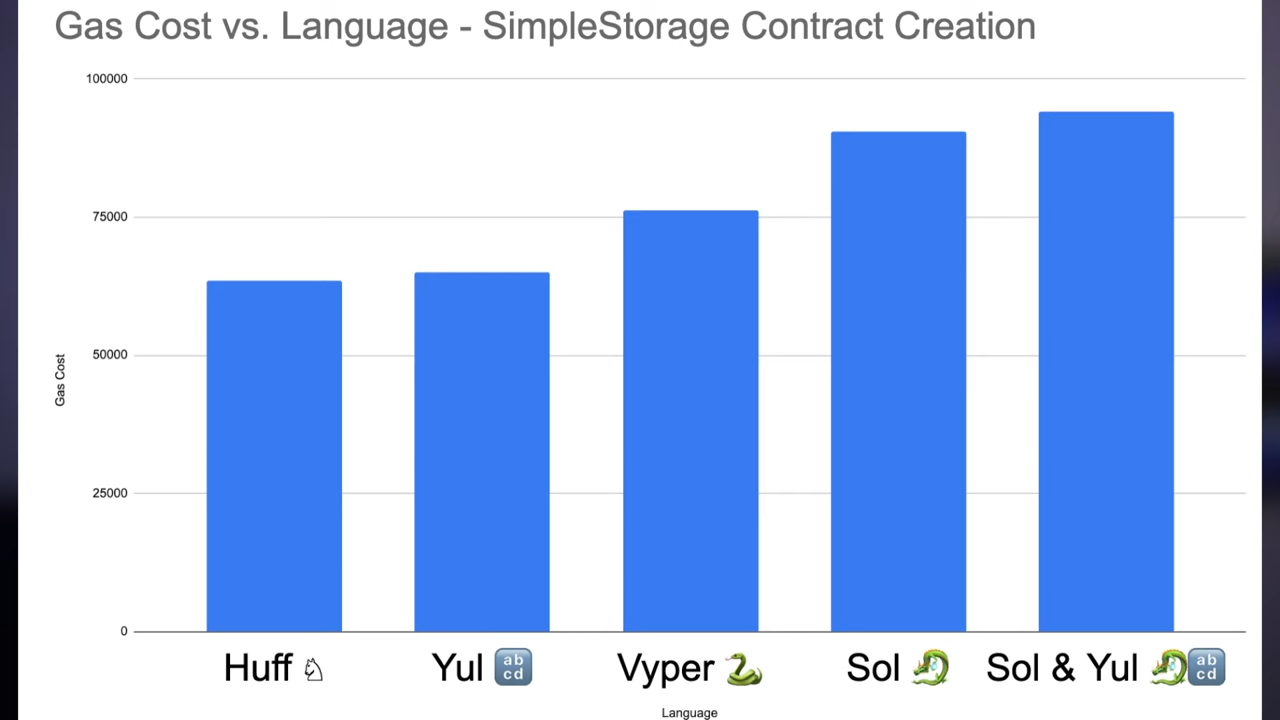 Gas Cost vs. Language - SimpleStorage Contract Creation
100000
75000
50000
25000
0
Gas Cost
Huff ♘ Yul 🔡 Vyper 🐍 Sol 🐉 Sol & Yul 🐉🔡
Language